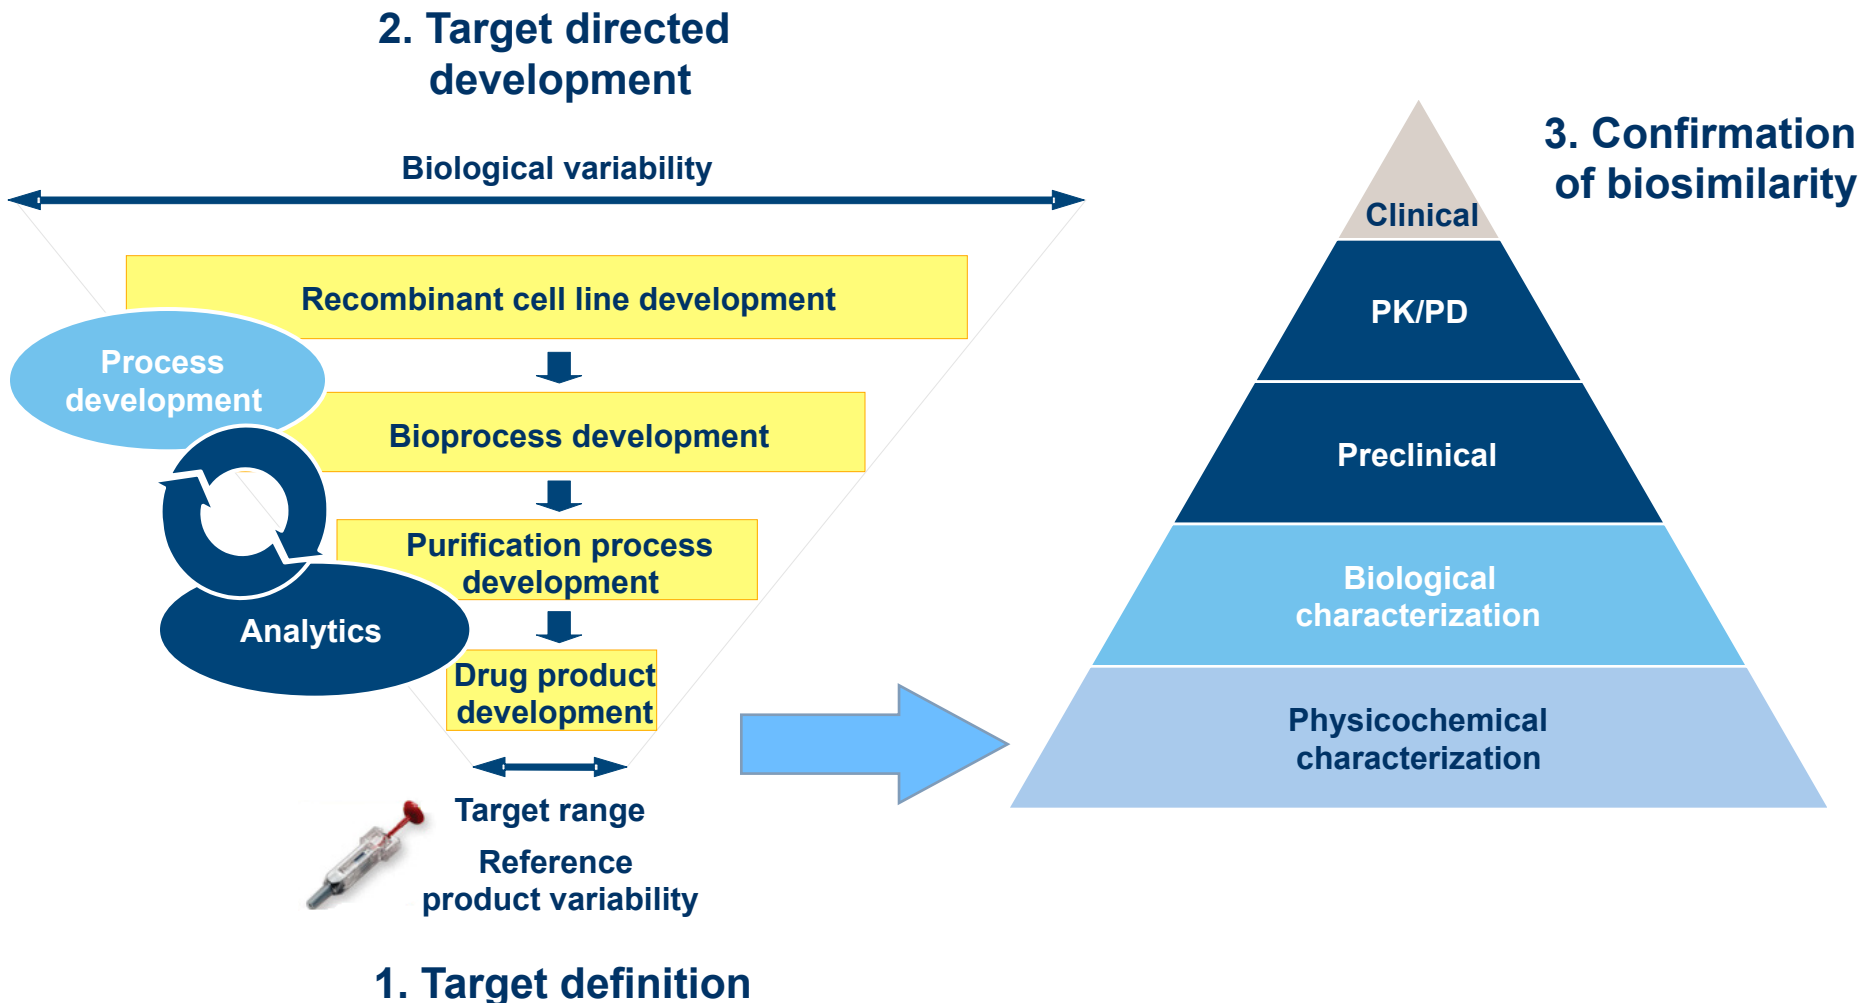 2. Target directed
development
Biological variability
Recombinant cell line development
Process
development
Bioprocess development
Purification process
development
Analytics
Drug product
development
Target range
Reference
product variability
1. Target definition
3. Confirmation
of biosimilarity
Clinical
PK/PD
Preclinical
Biological
characterization
Physicochemical
characterization